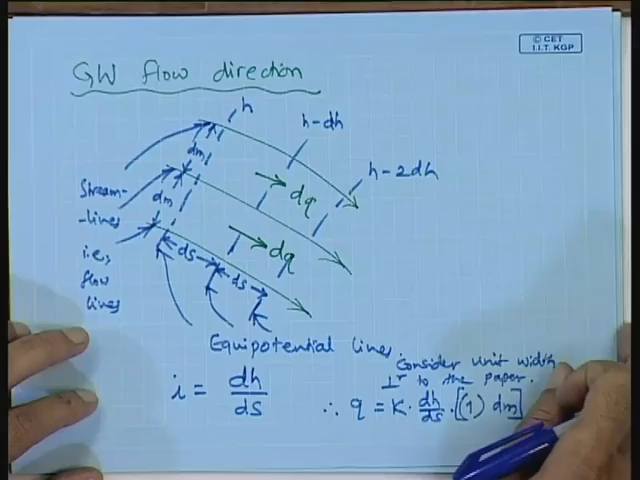 © CET
I.I.T. KGP
GW flow direction
h
h-dh
h-2dh
dm
dm
dq
dq
ds
ds
Stream-
-lines
i.e.,
flow
lines
Equipotential lines
Consider unit width
⊥r to the paper.
i = dh/ds
∴ q = K · dh/ds · [(1) dm]